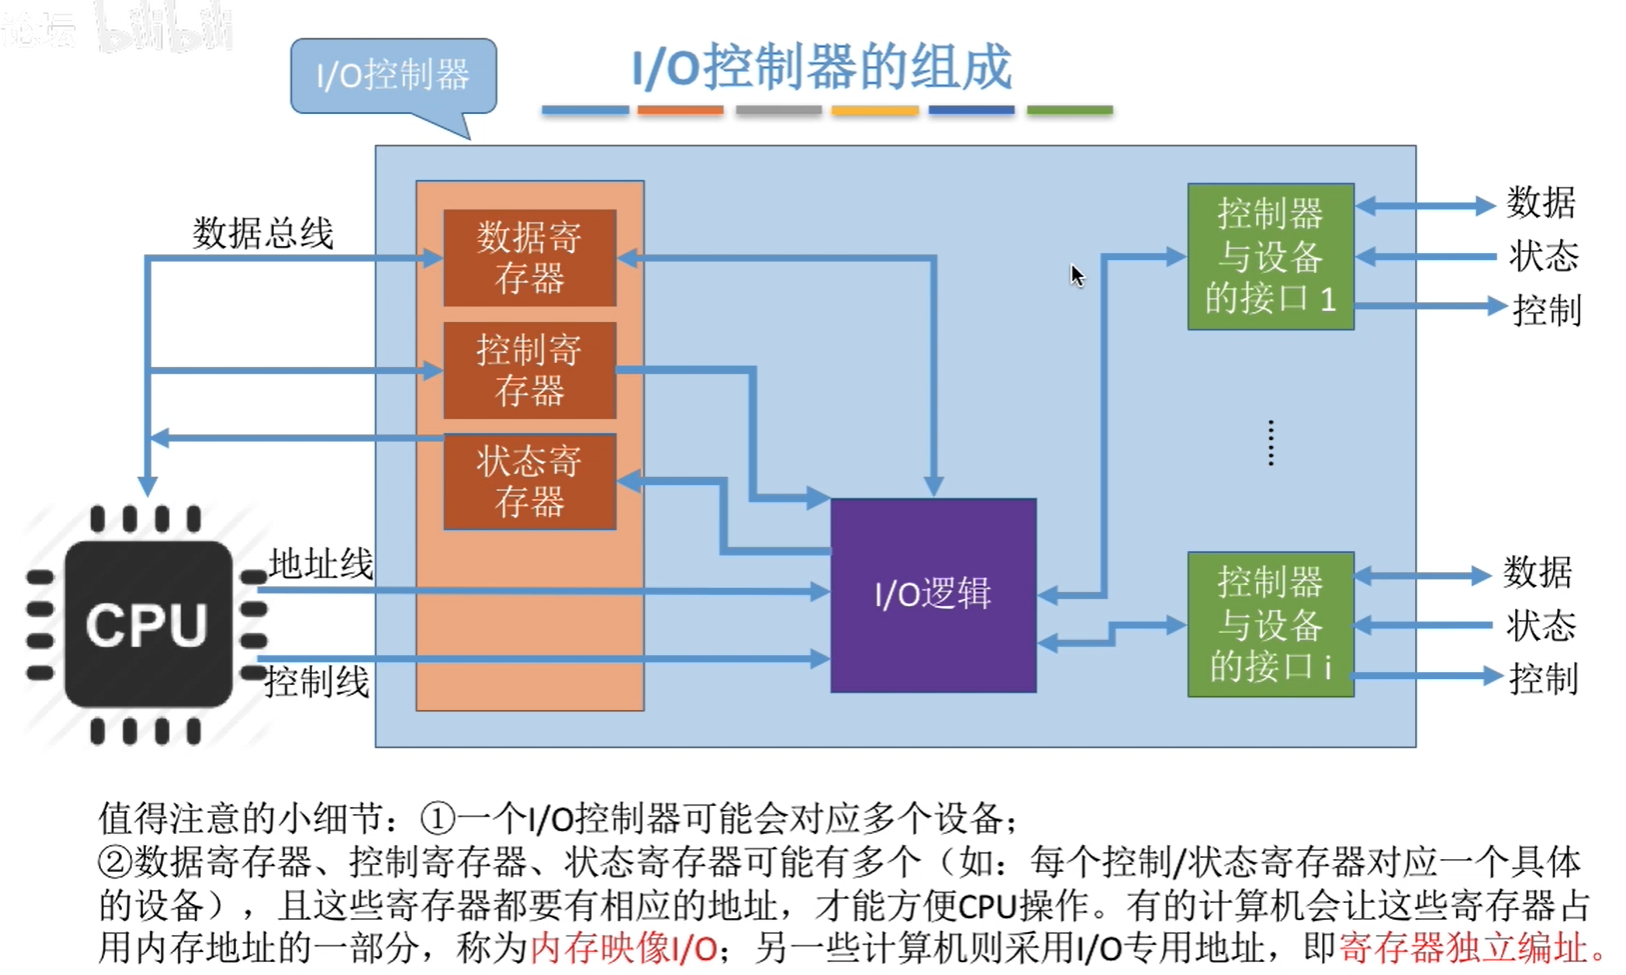 论坛 bilibili
I/O控制器
I/O控制器的组成
数据总线
数据寄
存器
控制寄
存器
状态寄
存器
地址线
CPU
控制线
I/O逻辑
控制器
与设备
的接口 1
数据
状态
控制
控制器
与设备
的接口 i
数据
状态
控制
值得注意的小细节：①一个I/O控制器可能会对应多个设备；
②数据寄存器、控制寄存器、状态寄存器可能有多个（如：每个控制/状态寄存器对应一个具体
的设备），且这些寄存器都要有相应的地址，才能方便CPU操作。有的计算机会让这些寄存器占
用内存地址的一部分，称为内存映像I/O；另一些计算机则采用I/O专用地址，即寄存器独立编址。